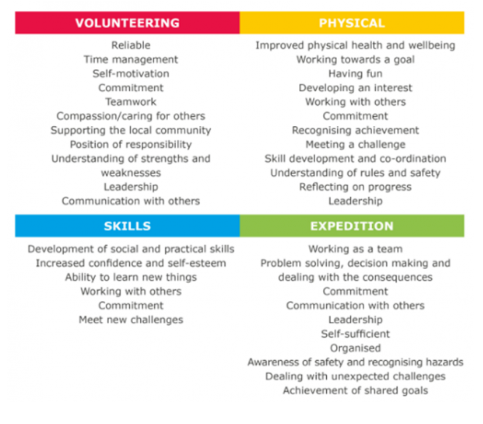 VOLUNTEERING
Reliable
Time management
Self-motivation
Commitment
Teamwork
Compassion/caring for others
Supporting the local community
Position of responsibility
Understanding of strengths and
weaknesses
Leadership
Communication with others
PHYSICAL
Improved physical health and wellbeing
Working towards a goal
Having fun
Developing an interest
Working with others
Commitment
Recognising achievement
Meeting a challenge
Skill development and co-ordination
Understanding of rules and safety
Reflecting on progress
Leadership
SKILLS
Development of social and practical skills
Increased confidence and self-esteem
Ability to learn new things
Working with others
Commitment
Meet new challenges
EXPEDITION
Working as a team
Problem solving, decision making and
dealing with the consequences
Commitment
Communication with others
Leadership
Self-sufficient
Organised
Awareness of safety and recognising hazards
Dealing with unexpected challenges
Achievement of shared goals